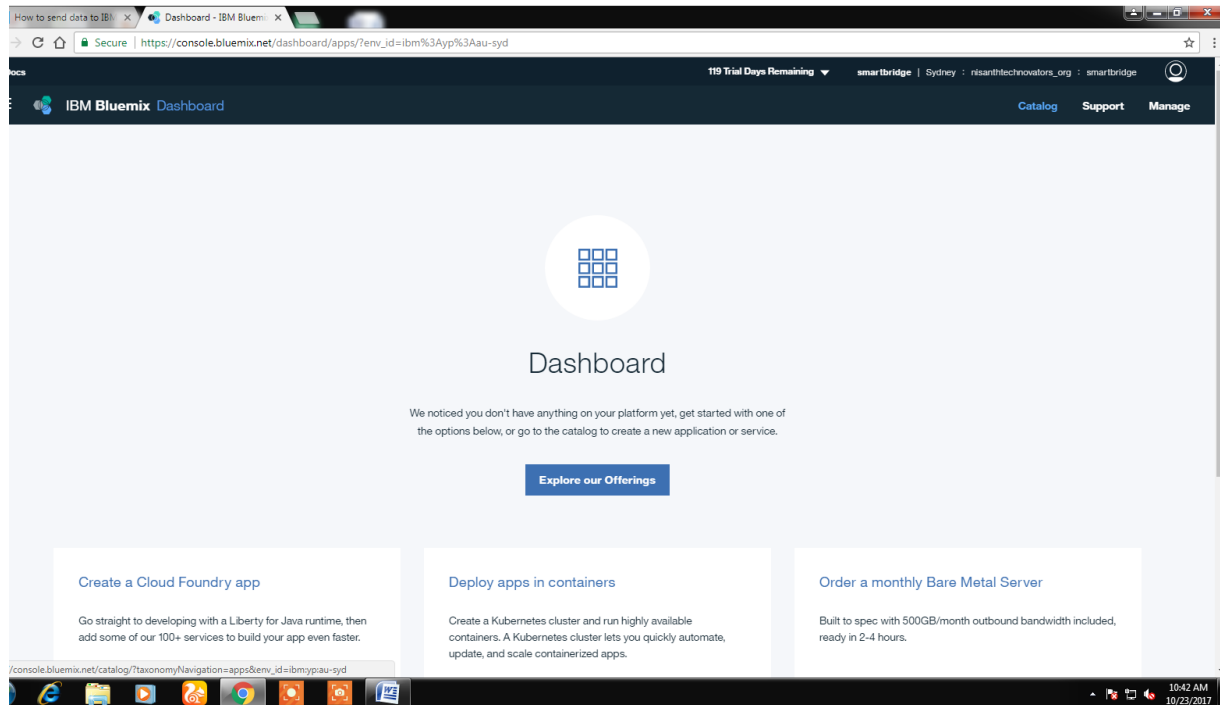 How to send data to IBM
Dashboard - IBM Bluem
Secure | https://console.bluemix.net/dashboard/apps/?env_id=ibm%3Ayp%3Aau-syd
119 Trial Days Remaining smartbridge | Sydney : nisanthtechnovators_org : smartbridge
IBM Bluemix Dashboard Catalog Support Manage
Dashboard
We noticed you don't have anything on your platform yet, get started with one of
the options below, or go to the catalog to create a new application or service.
Explore our Offerings
Create a Cloud Foundry app
Go straight to developing with a Liberty for Java runtime, then
add some of our 100+ services to build your app even faster.
Deploy apps in containers
Create a Kubernetes cluster and run highly available
containers. A Kubernetes cluster lets you quickly automate,
update, and scale containerized apps.
Order a monthly Bare Metal Server
Built to spec with 500GB/month outbound bandwidth included,
ready in 2-4 hours.
/console.bluemix.net/catalog/?taxonomyNavigation=apps&env_id=ibm:yp:au-syd
10:42 AM
10/23/2017